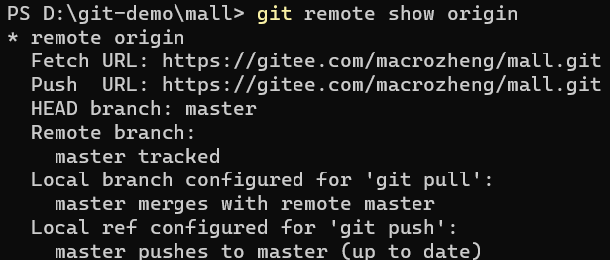 PS D:\git-demo\mall> git remote show origin
* remote origin
  Fetch URL: https://gitee.com/macrozheng/mall.git
  Push  URL: https://gitee.com/macrozheng/mall.git
  HEAD branch: master
  Remote branch:
    master tracked
  Local branch configured for 'git pull':
    master merges with remote master
  Local ref configured for 'git push':
    master pushes to master (up to date)